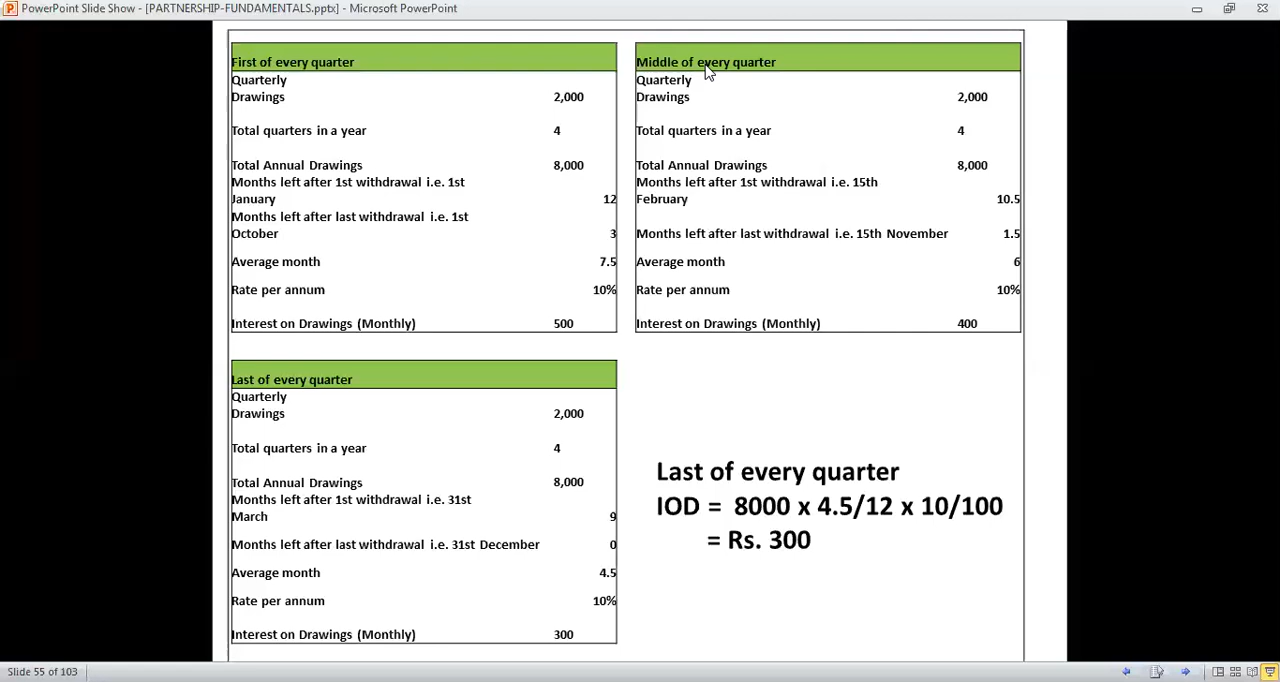 PowerPoint Slide Show - [PARTNERSHIP-FUNDAMENTALS.pptx] - Microsoft PowerPoint
First of every quarter
Quarterly
Drawings 2,000
Total quarters in a year 4
Total Annual Drawings 8,000
Months left after 1st withdrawal i.e. 1st
January 12
Months left after last withdrawal i.e. 1st
October 3
Average month 7.5
Rate per annum 10%
Interest on Drawings (Monthly) 500
Middle of every quarter
Quarterly
Drawings 2,000
Total quarters in a year 4
Total Annual Drawings 8,000
Months left after 1st withdrawal i.e. 15th
February 10.5
Months left after last withdrawal i.e. 15th November 1.5
Average month 6
Rate per annum 10%
Interest on Drawings (Monthly) 400
Last of every quarter
Quarterly
Drawings 2,000
Total quarters in a year 4
Total Annual Drawings 8,000
Months left after 1st withdrawal i.e. 31st
March 9
Months left after last withdrawal i.e. 31st December 0
Average month 4.5
Rate per annum 10%
Interest on Drawings (Monthly) 300
Last of every quarter
IOD = 8000 x 4.5/12 x 10/100
= Rs. 300
Slide 55 of 103